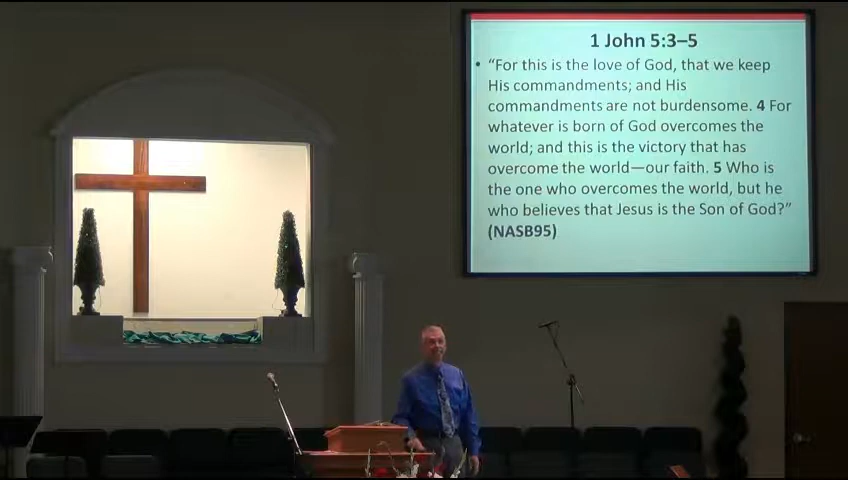 1 John 5:3–5
• “For this is the love of God, that we keep
His commandments; and His
commandments are not burdensome. 4 For
whatever is born of God overcomes the
world; and this is the victory that has
overcome the world—our faith. 5 Who is
the one who overcomes the world, but he
who believes that Jesus is the Son of God?”
(NASB95)